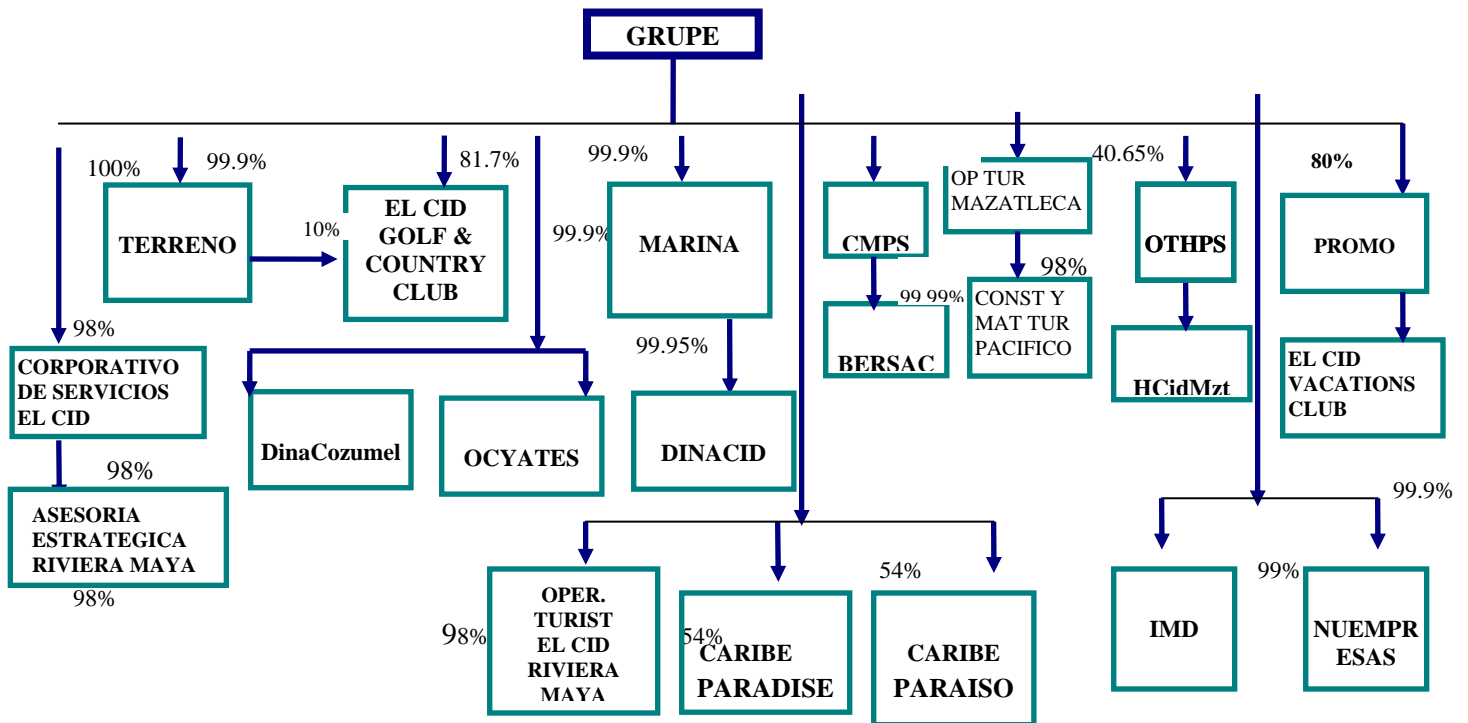 GRUPE
100%
99.9%
TERRENO
10%
81.7%
EL CID
GOLF &
COUNTRY
CLUB
99.9%
99.9%
MARINA
CMPS
OP TUR
MAZATLECA
40.65%
OTHPS
80%
PROMO
98%
CORPORATIVO
DE SERVICIOS
EL CID
DinaCozumel
OCYATES
99.95%
DINACID
99.99%
BERSAC
98%
CONST Y
MAT TUR
PACIFICO
HCidMzt
EL CID
VACATIONS
CLUB
98%
ASESORIA
ESTRATEGICA
RIVIERA MAYA
98%
98%
OPER.
TURIST
EL CID
RIVIERA
MAYA
54%
CARIBE
PARADISE
54%
CARIBE
PARAISO
IMD
99.9%
99%
NUEMPR
ESAS